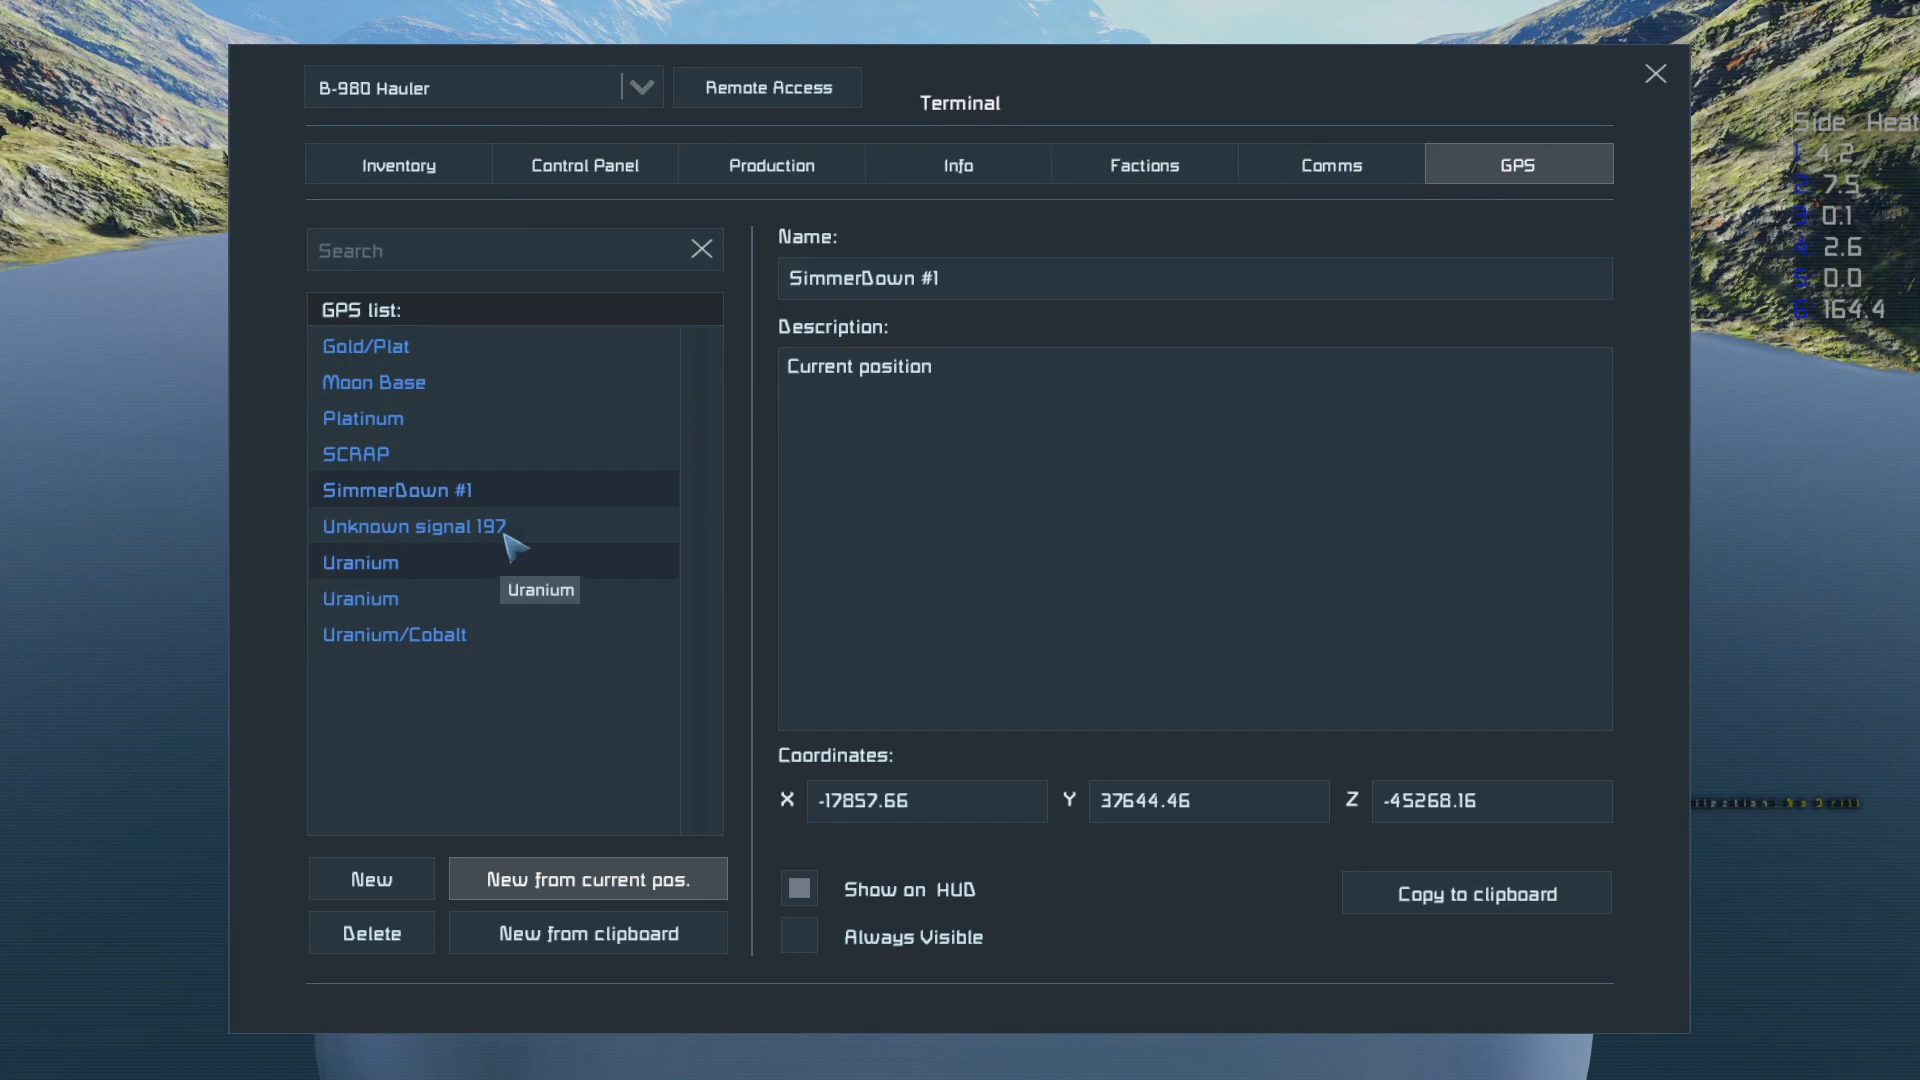 B-980 Hauler
Remote Access
Terminal
Inventory
Control Panel
Production
Info
Factions
Comms
GPS
Search
GPS list:
Gold/Plat
Moon Base
Platinum
SCRAP
SimmerDown #1
Unknown signal 197
Uranium
Uranium
Uranium
Uranium/Cobalt
New
New from current pos.
Delete
New from clipboard
Name:
SimmerDown #1
Description:
Current position
Coordinates:
X -17857.66 Y 37644.46 Z -45268.16
Show on HUD
Always Visible
Copy to clipboard
Side Heat
1: 4.2
2: 7.5
3: 0.1
4: 2.6
5: 0.0
6: 164.4